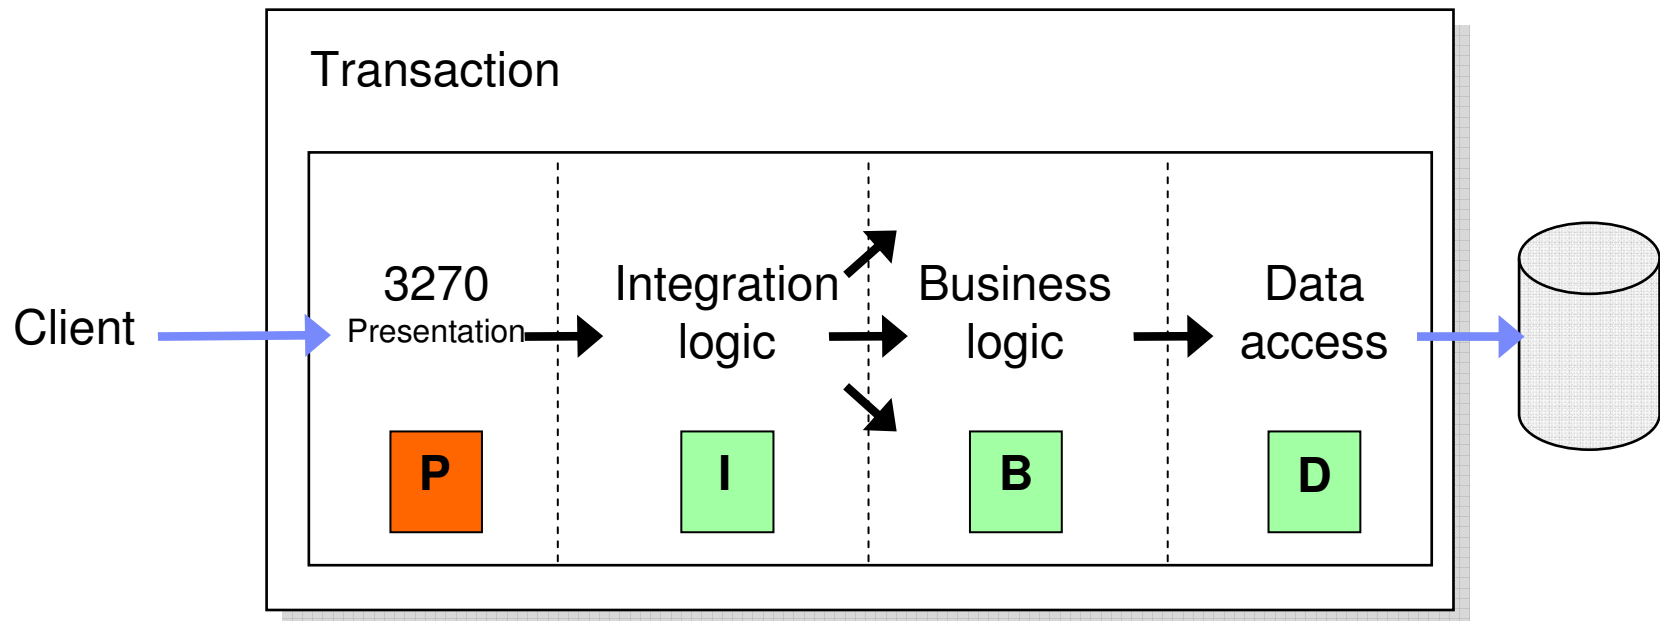 Transaction
Client
3270
Presentation
Integration
logic
Business
logic
Data
access
P
I
B
D